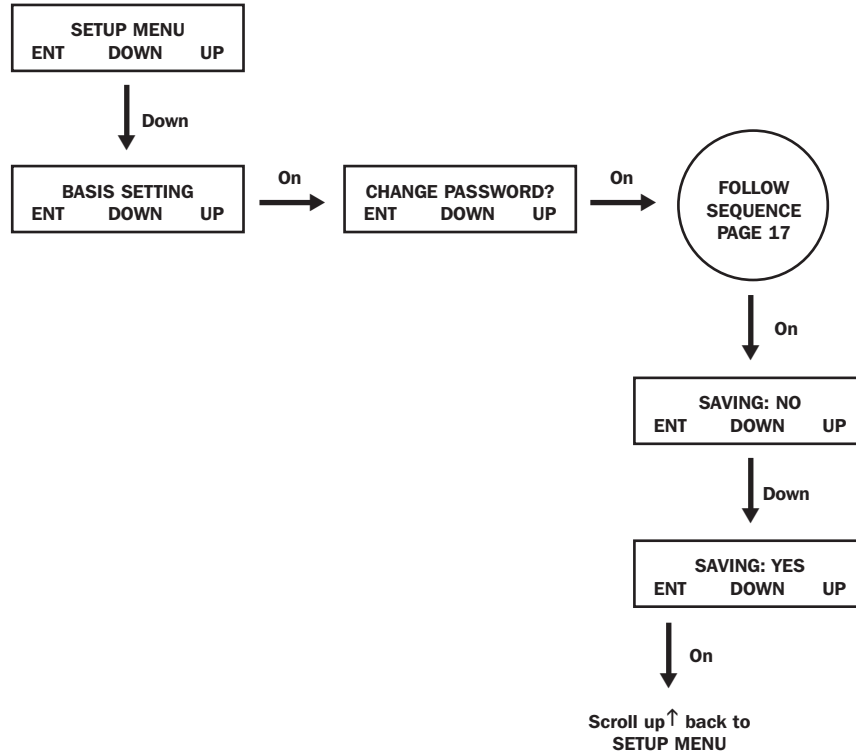 SETUP MENU
ENT DOWN UP
Down
BASIS SETTING
ENT DOWN UP
On
CHANGE PASSWORD?
ENT DOWN UP
On
FOLLOW
SEQUENCE
PAGE 17
On
SAVING: NO
ENT DOWN UP
Down
SAVING: YES
ENT DOWN UP
On
Scroll up↑ back to
SETUP MENU